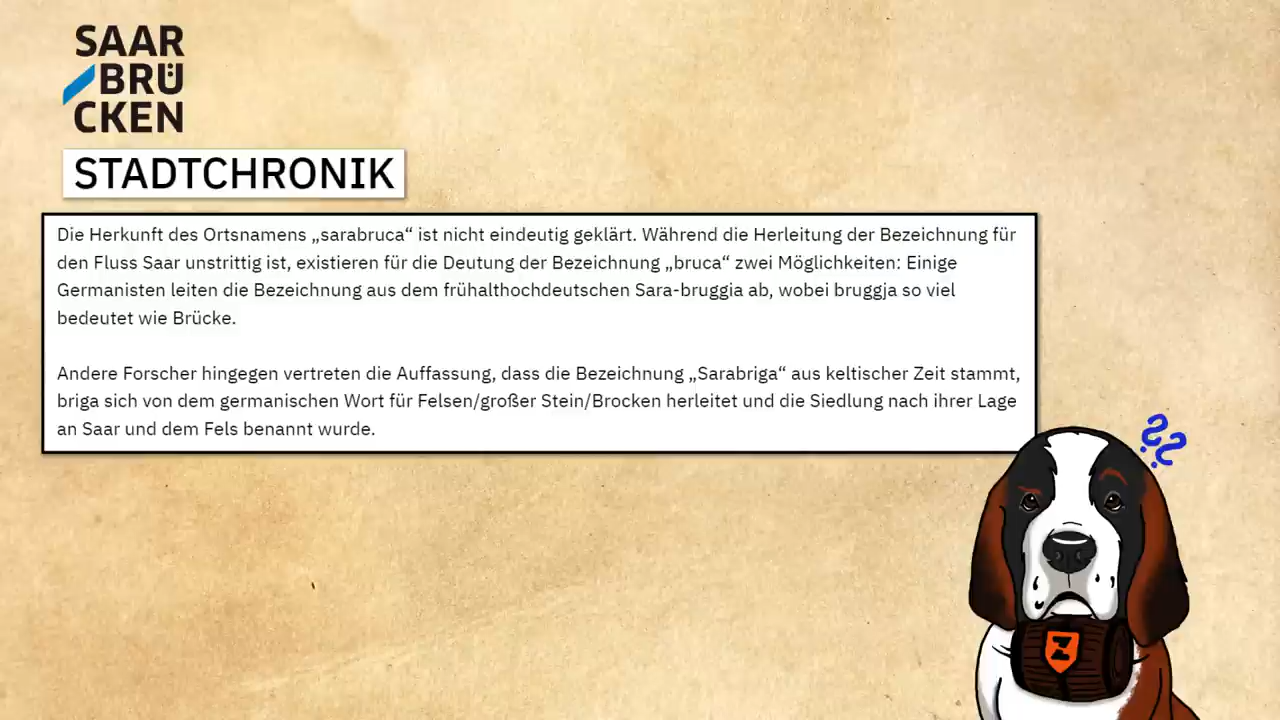 SAAR
BRÜ
CKEN
STADTCHRONIK
Die Herkunft des Ortsnamens „sarabruca“ ist nicht eindeutig geklärt. Während die Herleitung der Bezeichnung für
den Fluss Saar unstrittig ist, existieren für die Deutung der Bezeichnung „bruca“ zwei Möglichkeiten: Einige
Germanisten leiten die Bezeichnung aus dem frühalthochdeutschen Sara-bruggia ab, wobei bruggja so viel
bedeutet wie Brücke.
Andere Forscher hingegen vertreten die Auffassung, dass die Bezeichnung „Sarabriga“ aus keltischer Zeit stammt,
briga sich von dem germanischen Wort für Felsen/großer Stein/Brocken herleitet und die Siedlung nach ihrer Lage
an Saar und dem Fels benannt wurde.
??
Z